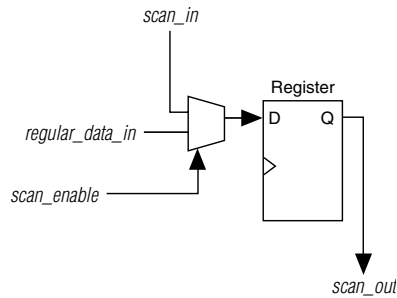 scan_in
Register
D Q
regular_data_in
scan_enable
scan_out